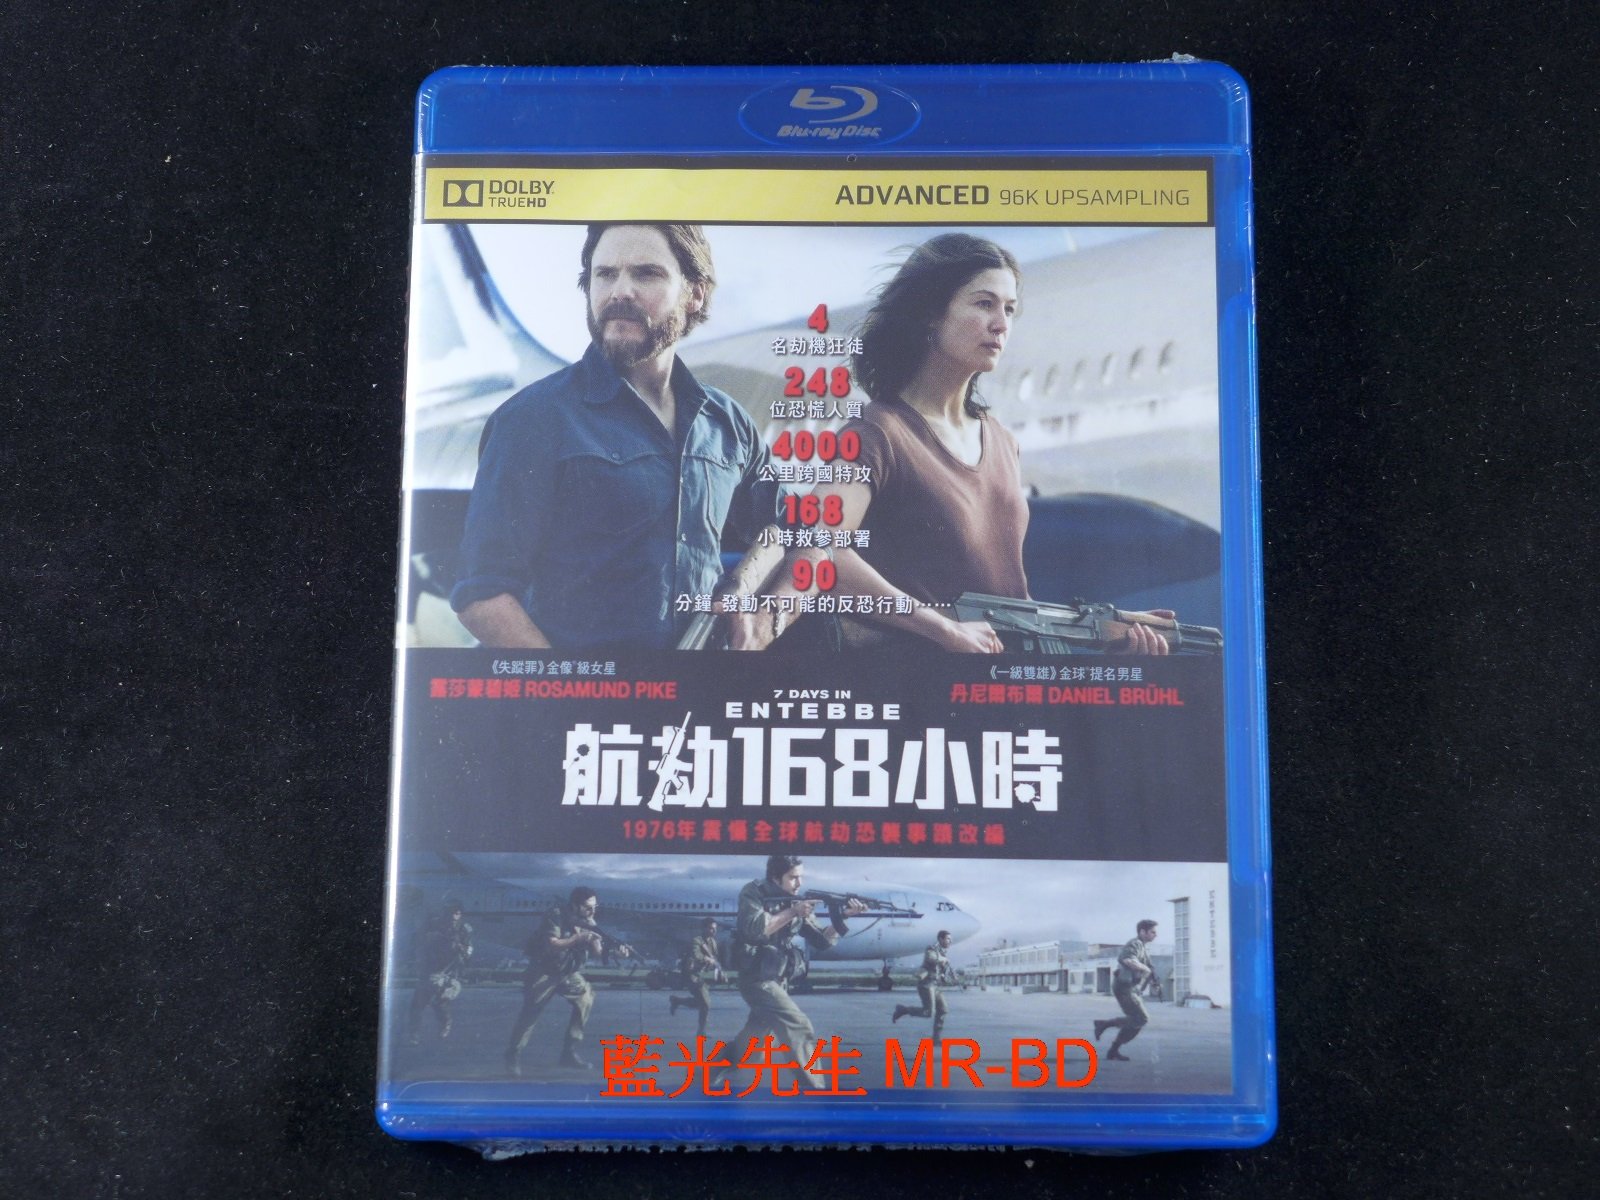 Blu-ray Disc
DOLBY
TRUEHD
ADVANCED 96K UPSAMPLING
4
名劫機狂徒
248
位恐慌人質
4000
公里跨國特攻
168
小時救參部署
90
分鐘 發動不可能的反恐行動⋯⋯
《失蹤罪》金像®級女星
露莎蒙碧姬 ROSAMUND PIKE
《一級雙雄》金球®提名男星
丹尼爾布爾 DANIEL BRÜHL
7 DAYS IN
ENTEBBE
航劫168小時
1976年震懾全球航劫恐襲事蹟改編
藍光先生 MR-BD